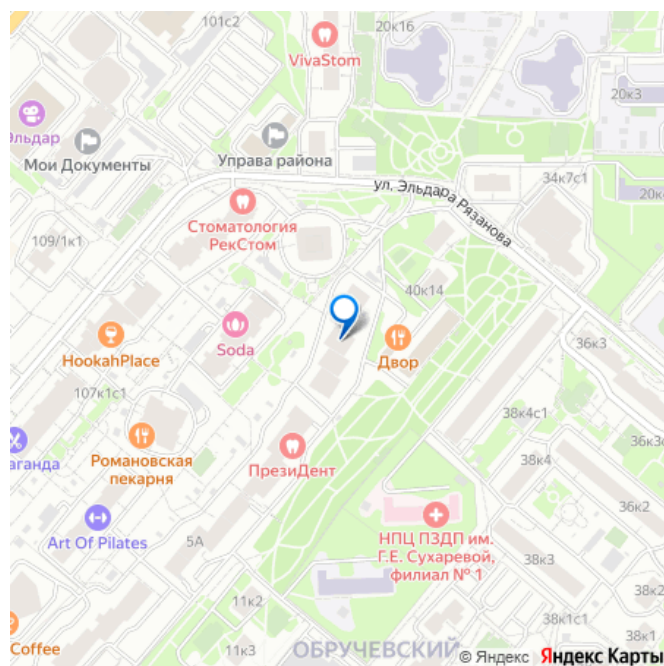 101с2
20к16
VivaStom
20к3
Эльдар
Мои Документы
Управа района
ул. Эльдара Рязанова
34к7с1
20к
Стоматология
РекСтом
109/1к1
40к14
Soda
HookahPlace
Двор
36к3
107к1с1
38к4с1
аганда
Романовская
пекарня
ПрезиДент
38к4
36к3с
36к2
Art Of Pilates
5А
НПЦ ПЗДП им.
Г.Е. Сухаревой,
филиал № 1
38к3
38к2
11к2
38к1с1
38к1
Coffee
11к3
ОБРУЧЕВСКИЙ
© Яндекс Яндекс Карты